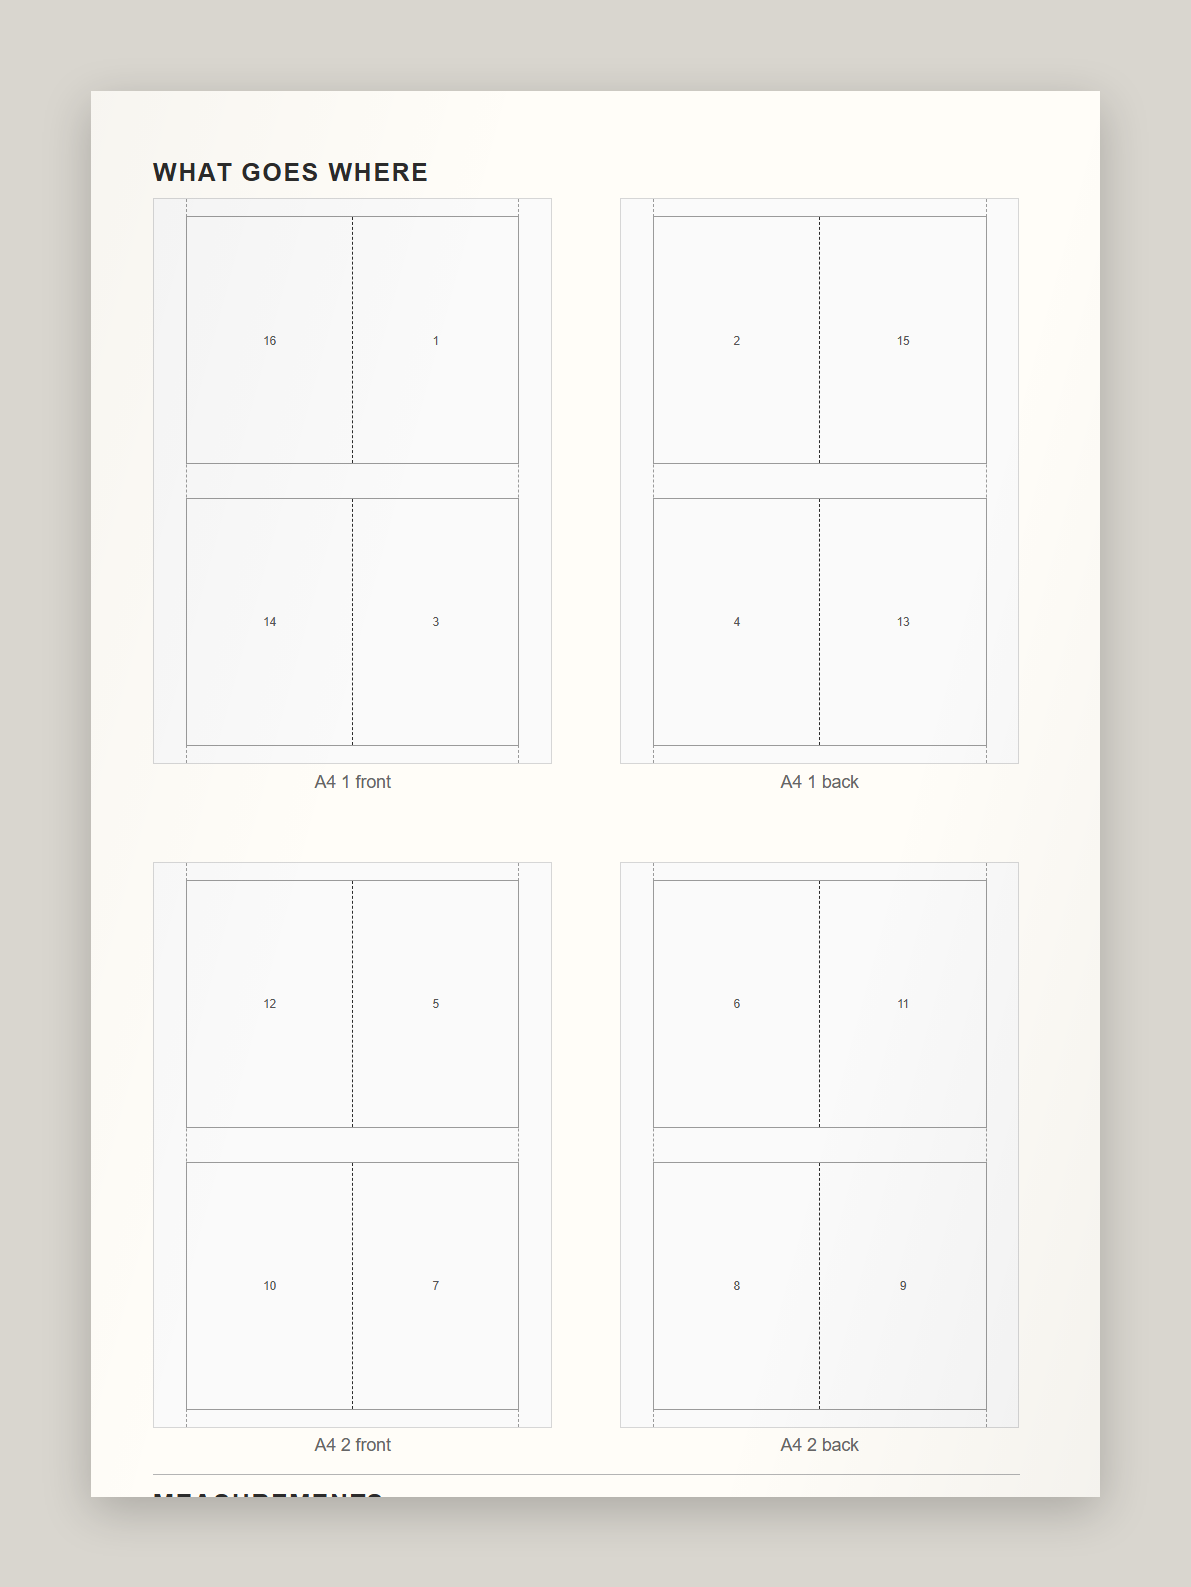 WHAT GOES WHERE
16 1
2 15
14 3
4 13
A4 1 front
A4 1 back
12 5
6 11
10 7
8 9
A4 2 front
A4 2 back
MEASUREMENTS